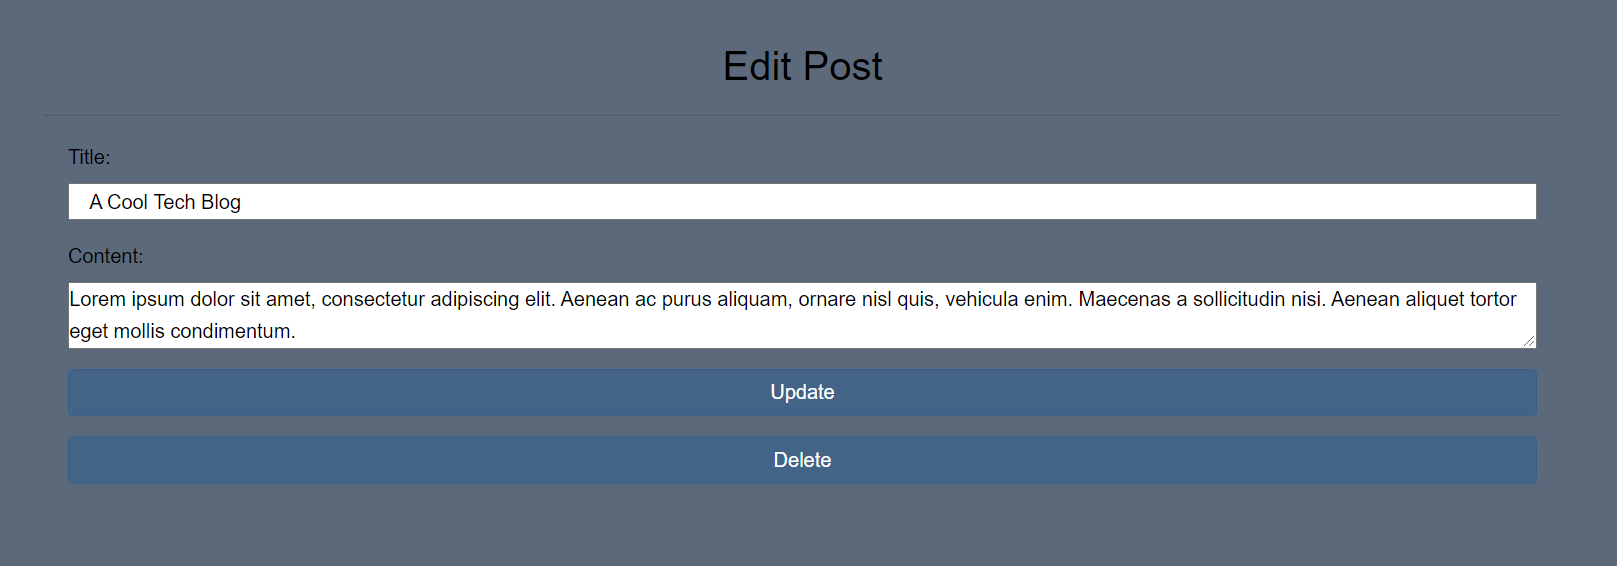 Edit Post
Title:
A Cool Tech Blog
Content:
Lorem ipsum dolor sit amet, consectetur adipiscing elit. Aenean ac purus aliquam, ornare nisl quis, vehicula enim. Maecenas a sollicitudin nisi. Aenean aliquet tortor
eget mollis condimentum.
Update
Delete